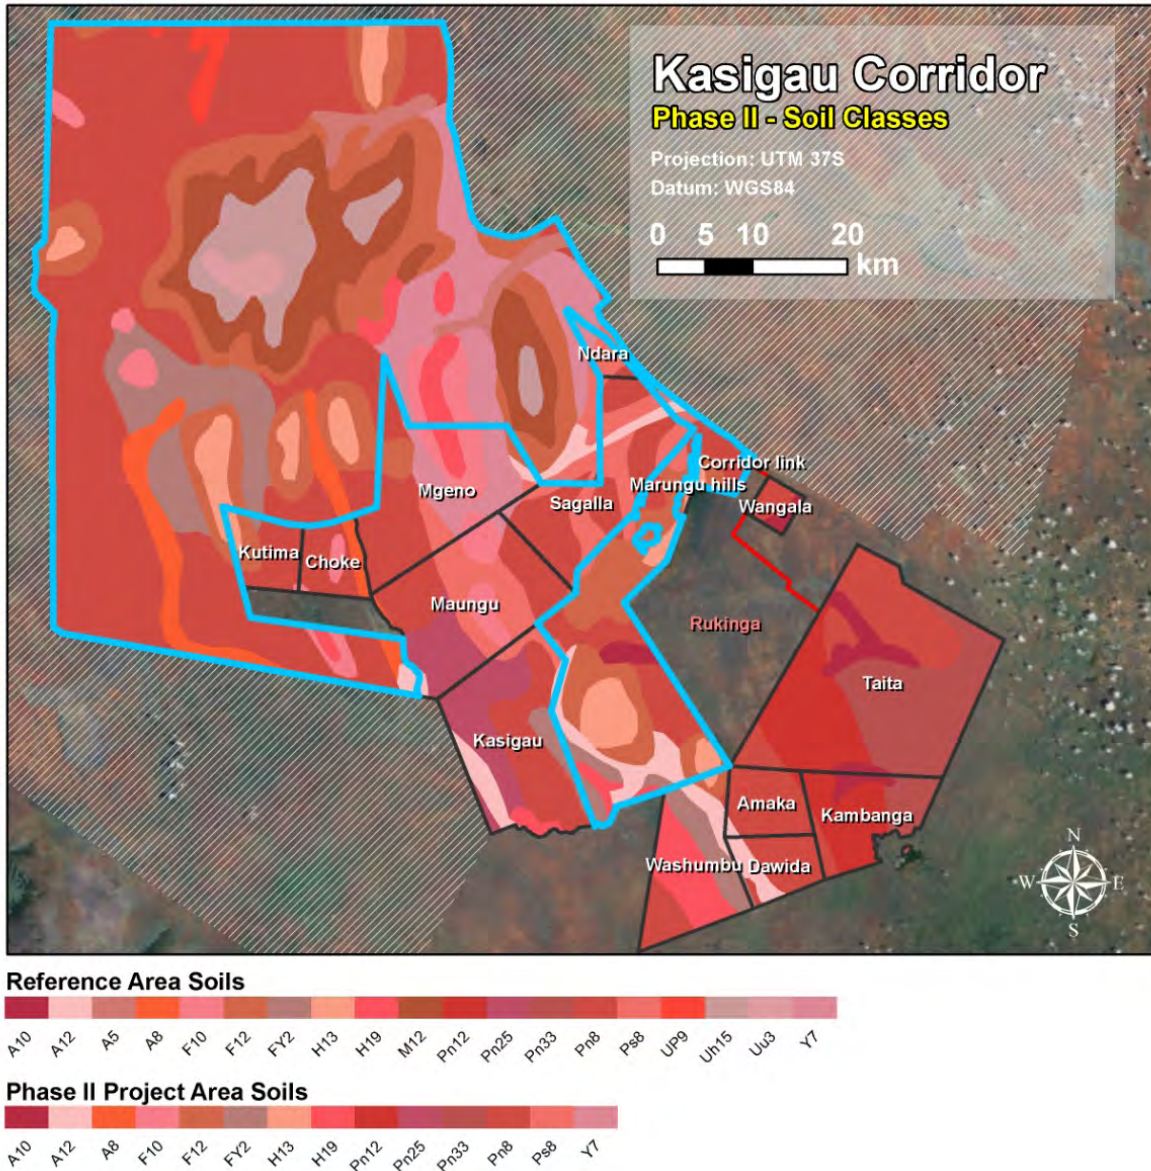 Kasigau Corridor
Phase II - Soil Classes
Projection: UTM 37S
Datum: WGS84
0 5 10 20
km
Ndara
Corridor link
Marungu hills
Mgeno
Sagalla
Wangala
Kutima
Choke
Maungu
Rukinga
Taita
Kasigau
Amaka
Kambanga
Washumbu
Dawida
N
W E
S
Reference Area Soils
A10 A12 A5 A8 F10 F12 FY2 H13 H19 M12 Pn12 Pn25 Pn33 Pn8 Ps8 UP9 Uh15 Uu3 Y7
Phase II Project Area Soils
A10 A12 A8 F10 F12 FY2 H13 H19 Pn12 Pn25 Pn33 Pn8 Ps8 Y7